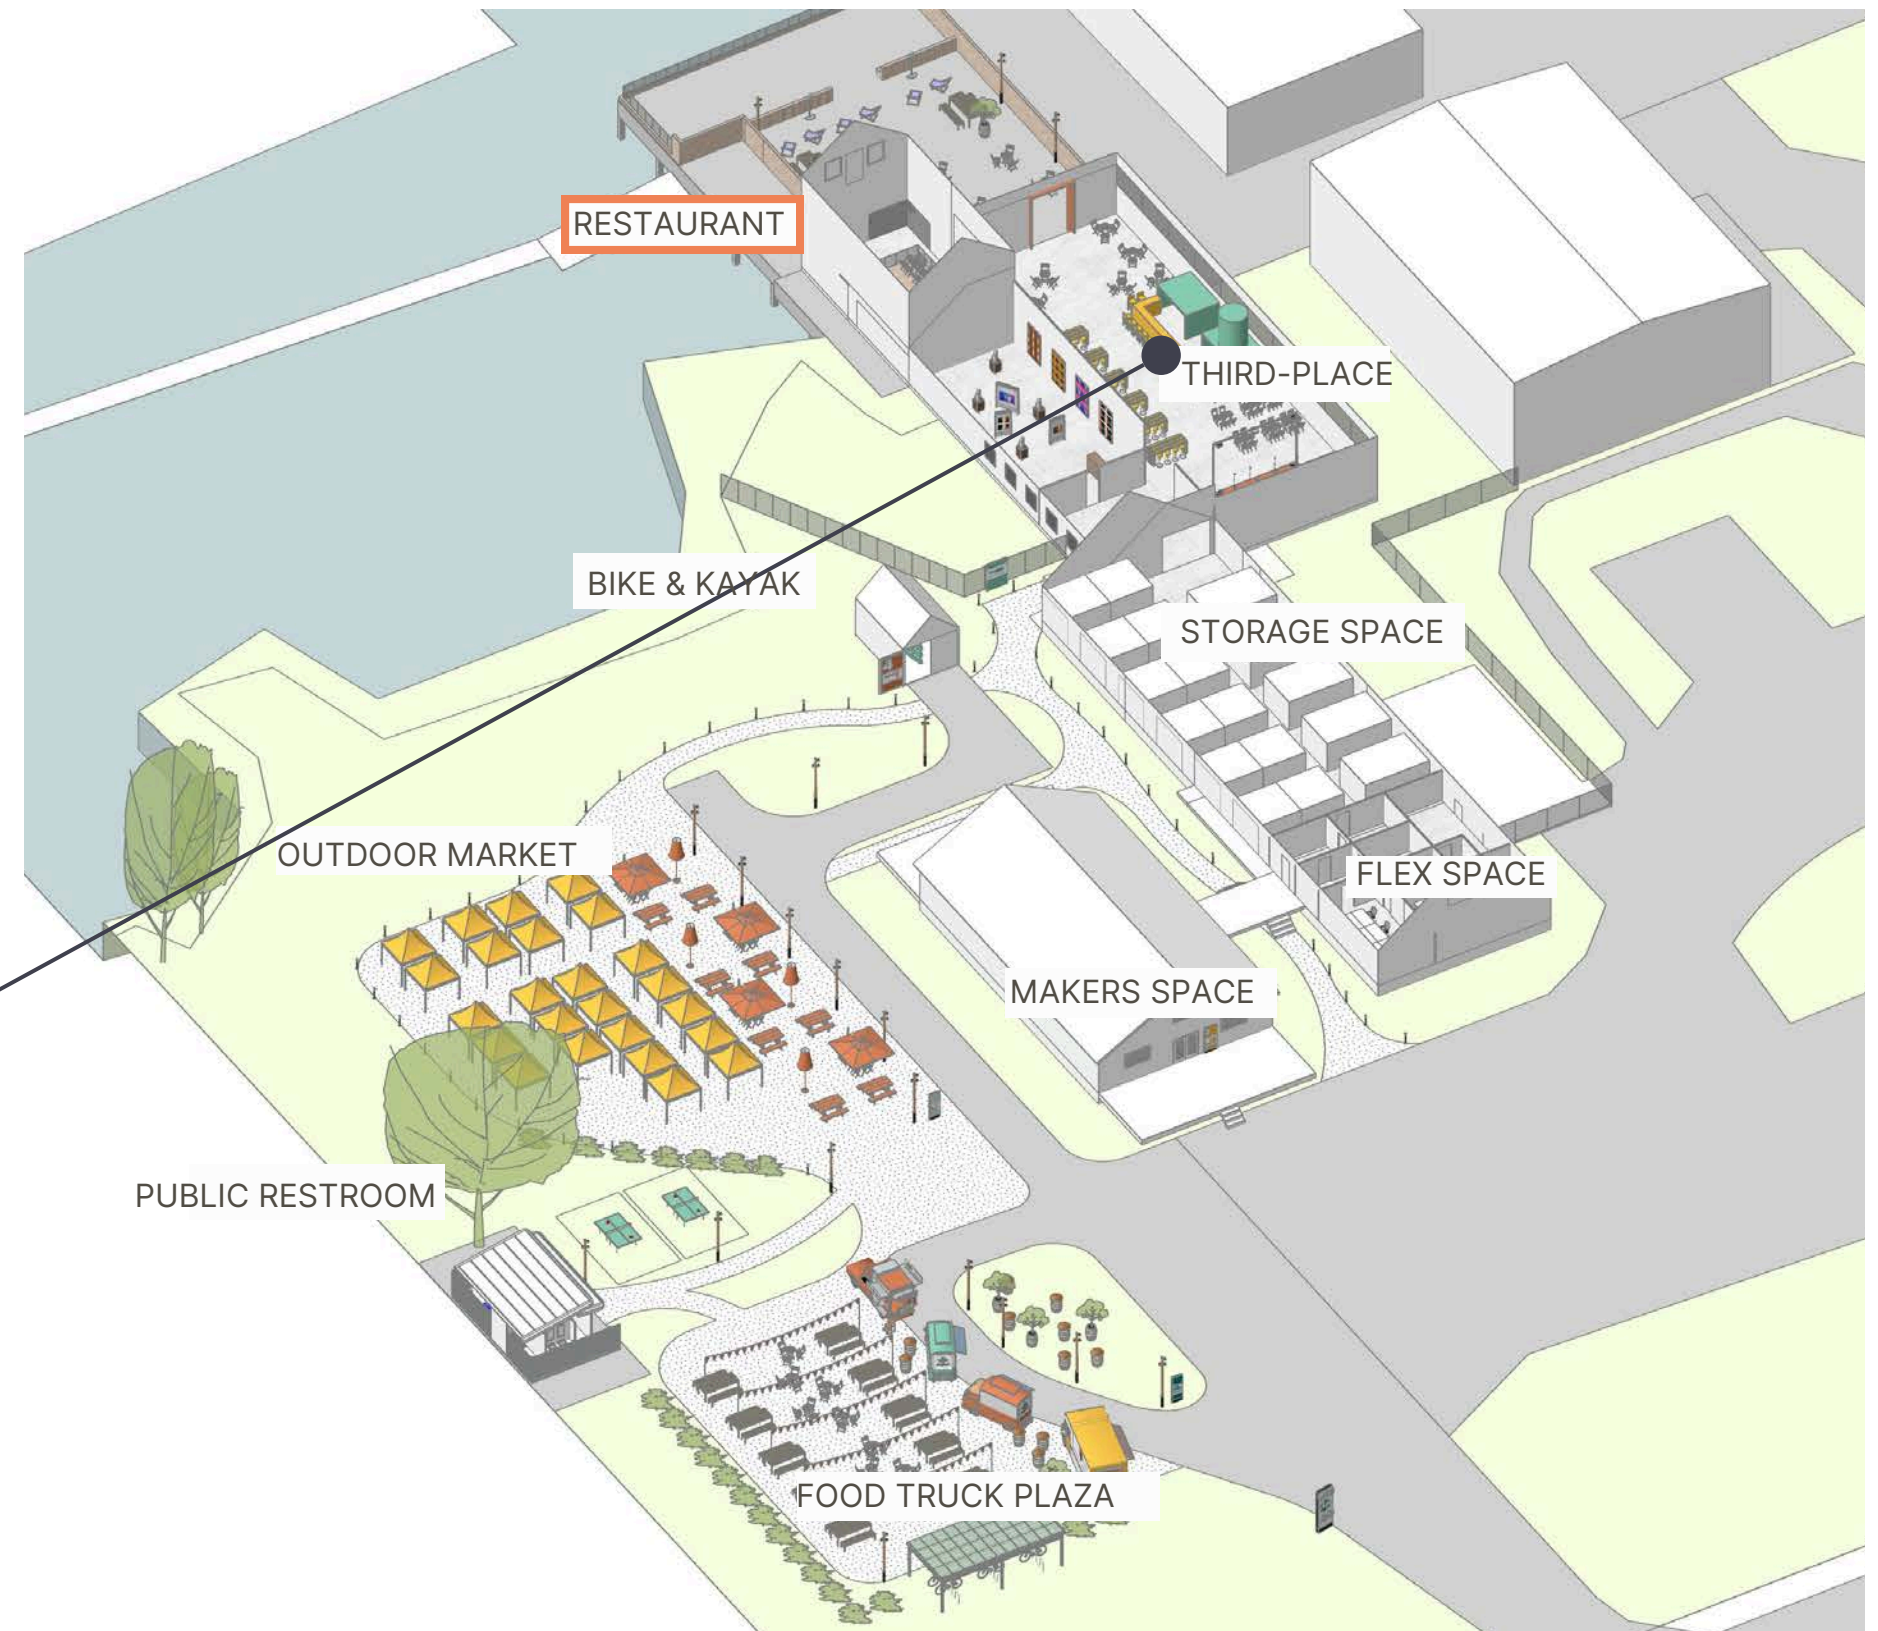 RESTAURANT
THIRD-PLACE
BIKE & KAYAK
STORAGE SPACE
OUTDOOR MARKET
FLEX SPACE
MAKERS SPACE
PUBLIC RESTROOM
FOOD TRUCK PLAZA